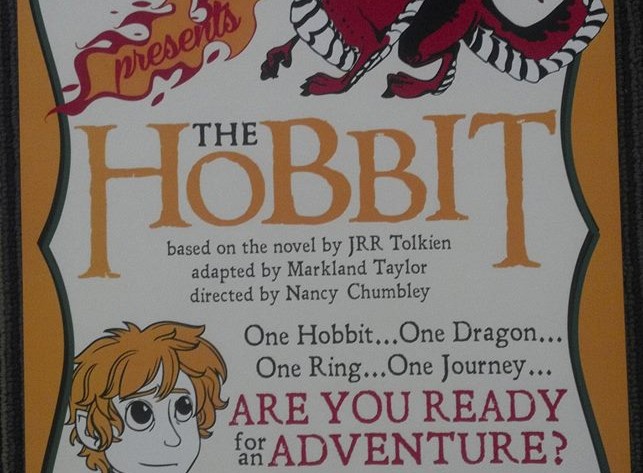 presents
THE
HOBBIT
based on the novel by JRR Tolkien
adapted by Markland Taylor
directed by Nancy Chumbley
One Hobbit...One Dragon...
One Ring...One Journey...
ARE YOU READY
for an ADVENTURE?